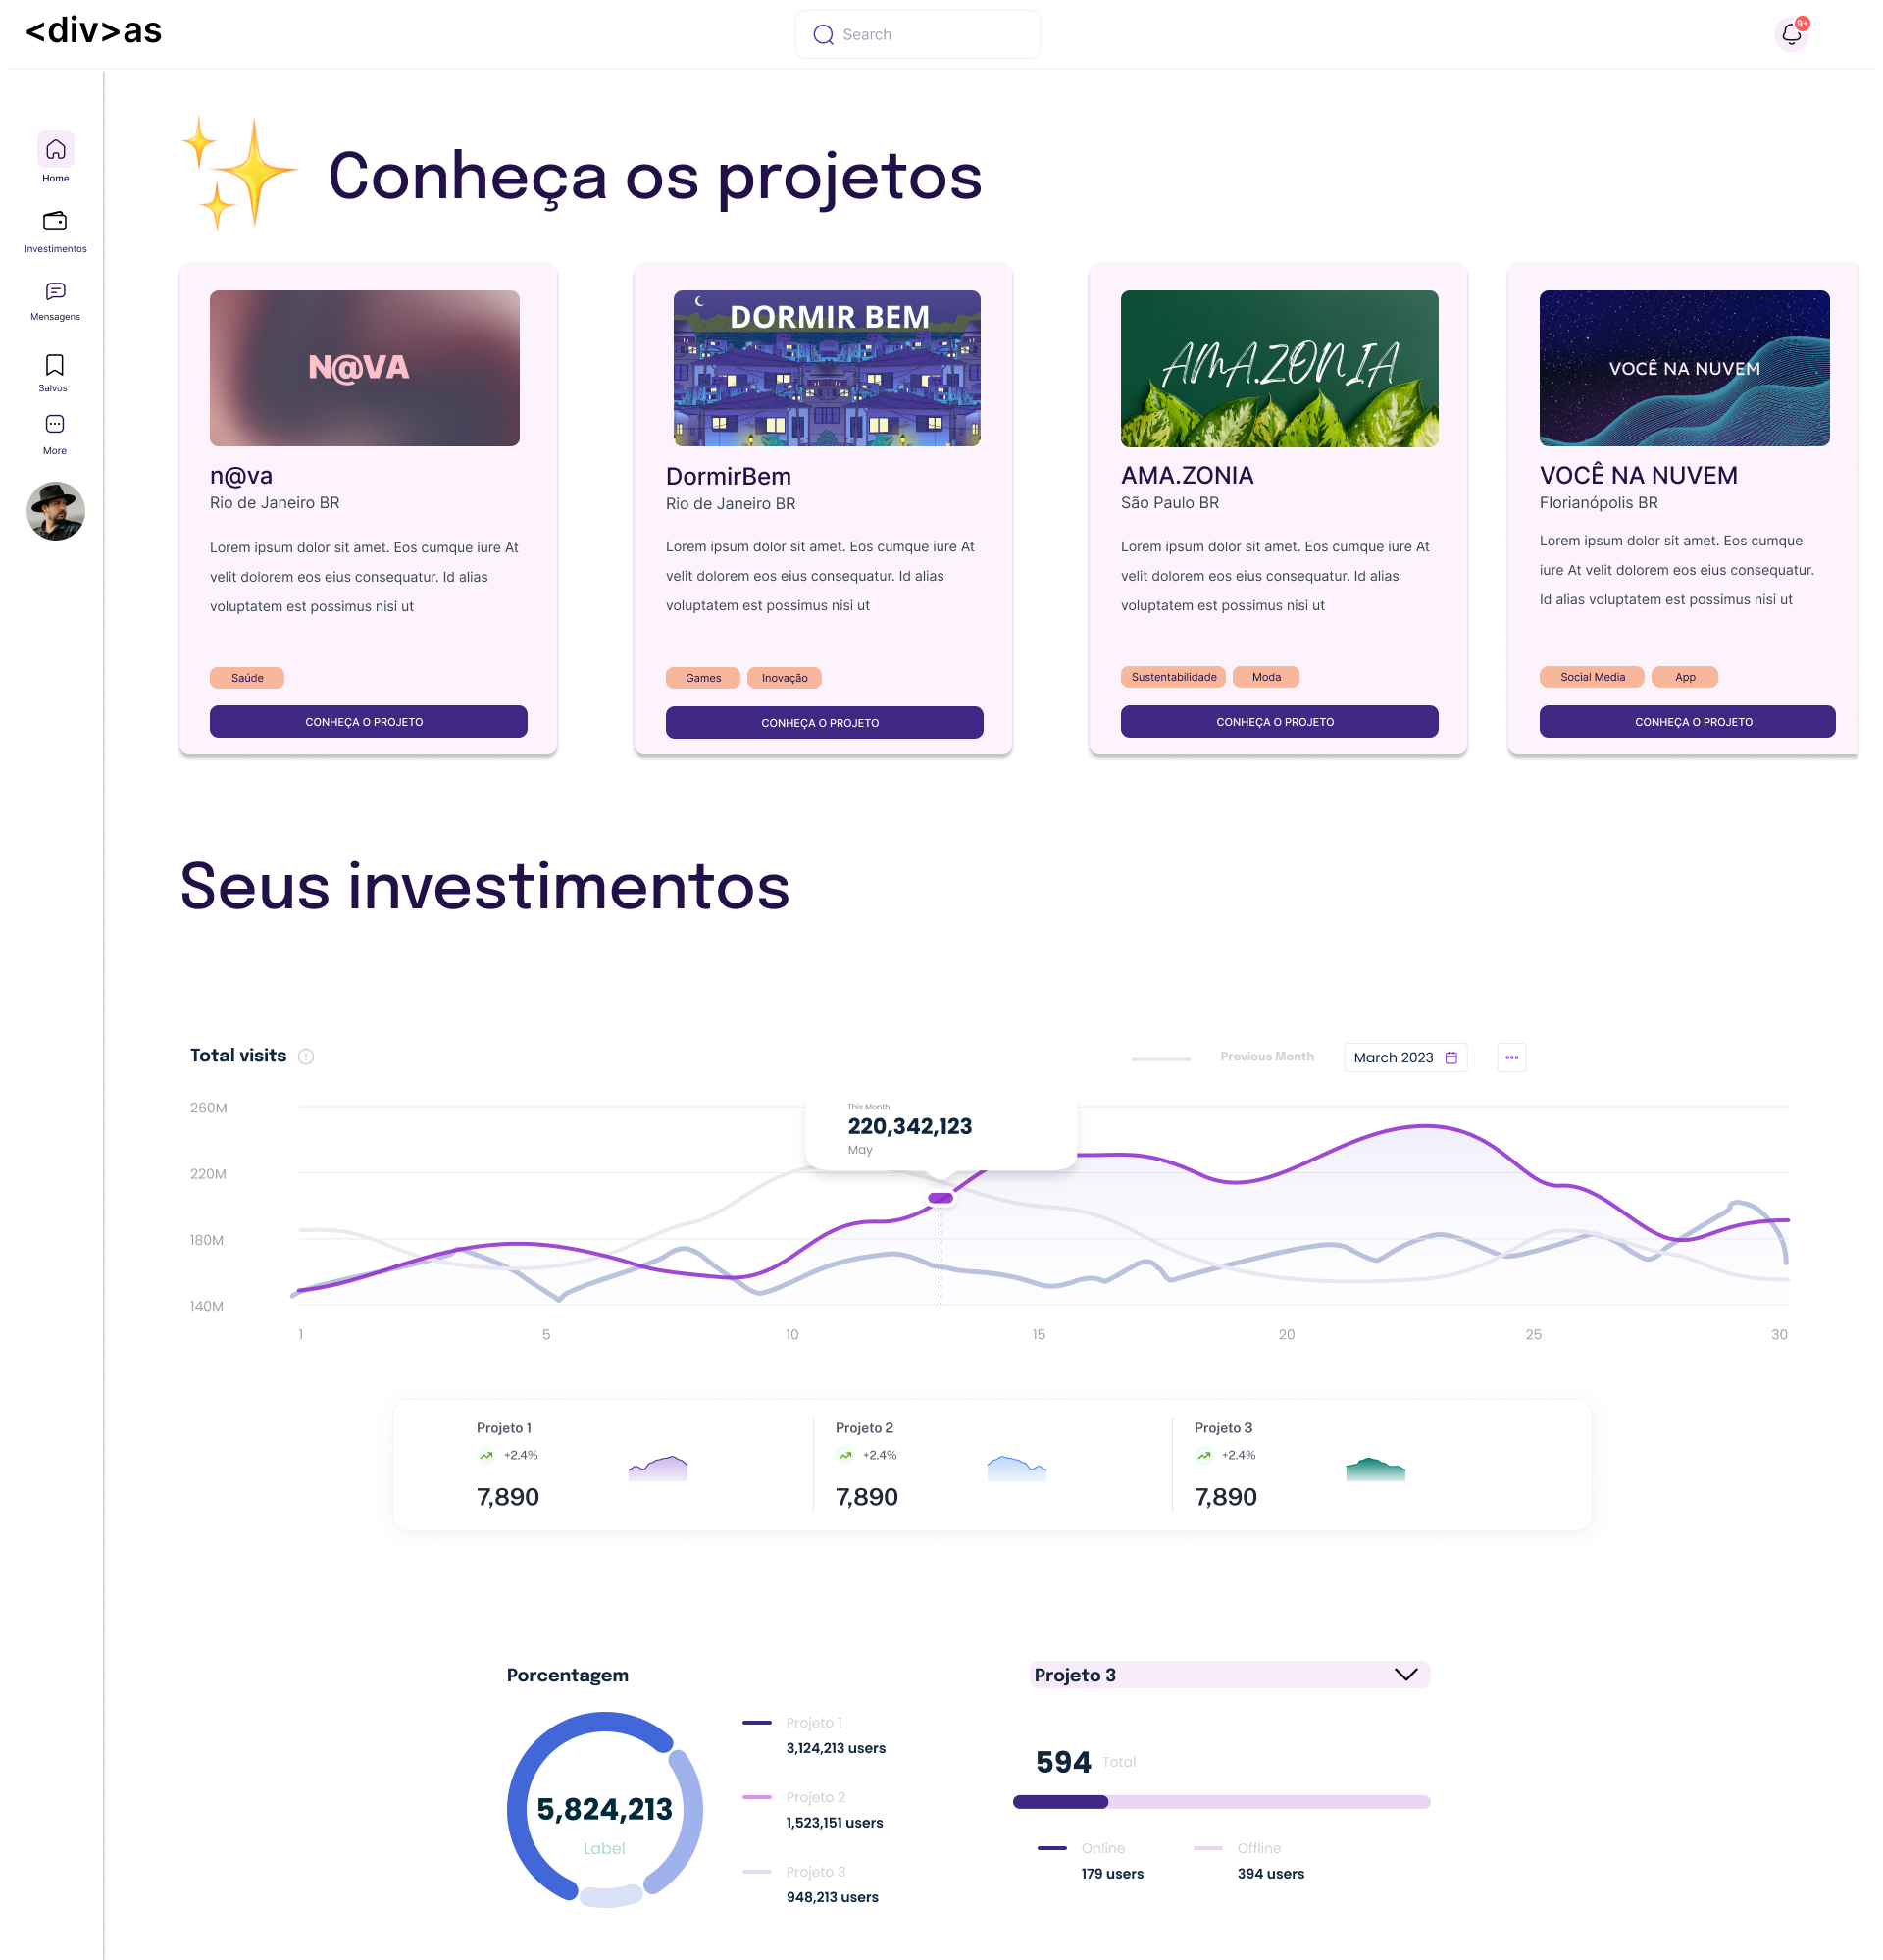 <div>as
Search
9+
Home
Investimentos
Mensagens
Salvos
More
Conheça os projetos
N@VA
n@va
Rio de Janeiro BR
Lorem ipsum dolor sit amet. Eos cumque iure At
velit dolorem eos eius consequatur. Id alias
voluptatem est possimus nisi ut
Saúde
CONHEÇA O PROJETO
DORMIR BEM
DormirBem
Rio de Janeiro BR
Lorem ipsum dolor sit amet. Eos cumque iure At
velit dolorem eos eius consequatur. Id alias
voluptatem est possimus nisi ut
Games Inovação
CONHEÇA O PROJETO
AMA.ZONIA
AMA.ZONIA
São Paulo BR
Lorem ipsum dolor sit amet. Eos cumque iure At
velit dolorem eos eius consequatur. Id alias
voluptatem est possimus nisi ut
Sustentabilidade Moda
CONHEÇA O PROJETO
VOCÊ NA NUVEM
VOCÊ NA NUVEM
Florianópolis BR
Lorem ipsum dolor sit amet. Eos cumque
iure At velit dolorem eos eius consequatur.
Id alias voluptatem est possimus nisi ut
Social Media App
CONHEÇA O PROJETO
Seus investimentos
Total visits
Previous Month
March 2023
260M
220M
180M
140M
This Month
220,342,123
May
1 5 10 15 20 25 30
Projeto 1
+2.4%
7,890
Projeto 2
+2.4%
7,890
Projeto 3
+2.4%
7,890
Porcentagem
5,824,213
Label
Projeto 1
3,124,213 users
Projeto 2
1,523,151 users
Projeto 3
948,213 users
Projeto 3
594 Total
Online
179 users
Offline
394 users